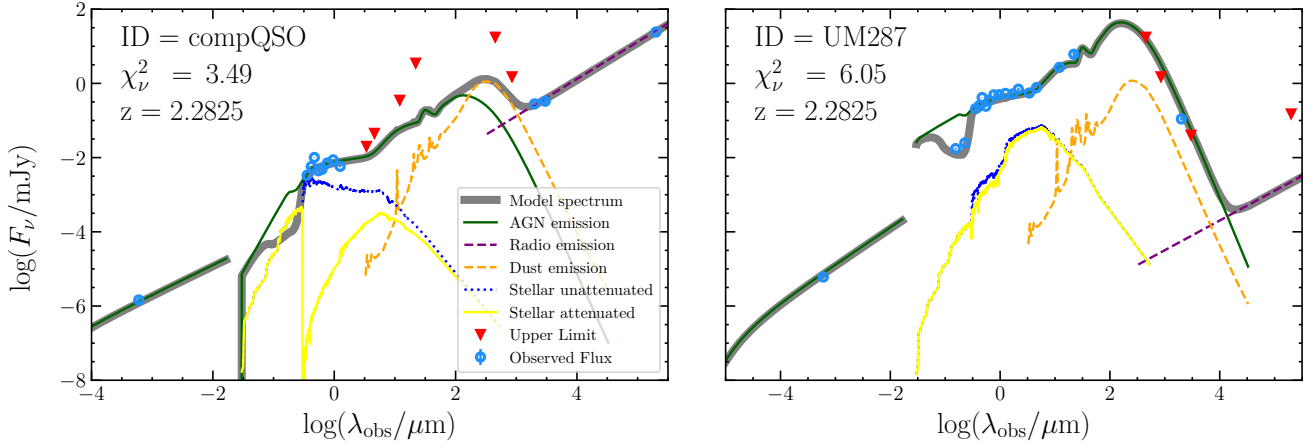 ID = compQSO
χ²ν = 3.49
z = 2.2825
log(Fν/mJy)
2
0
−2
−4
−6
−8
−4
−2
0
2
4
log(λobs/μm)
Model spectrum
AGN emission
Radio emission
Dust emission
Stellar unattenuated
Stellar attenuated
Upper Limit
Observed Flux
ID = UM287
χ²ν = 6.05
z = 2.2825
−4
−2
0
2
4
log(λobs/μm)